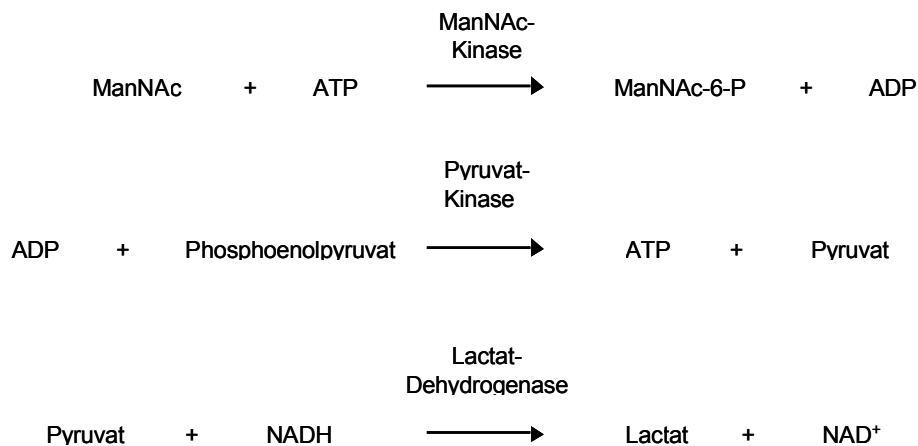 ManNAc-
Kinase
ManNAc + ATP ManNAc-6-P + ADP
Pyruvat-
Kinase
ADP + Phosphoenolpyruvat ATP + Pyruvat
Lactat-
Dehydrogenase
Pyruvat + NADH Lactat + NAD⁺